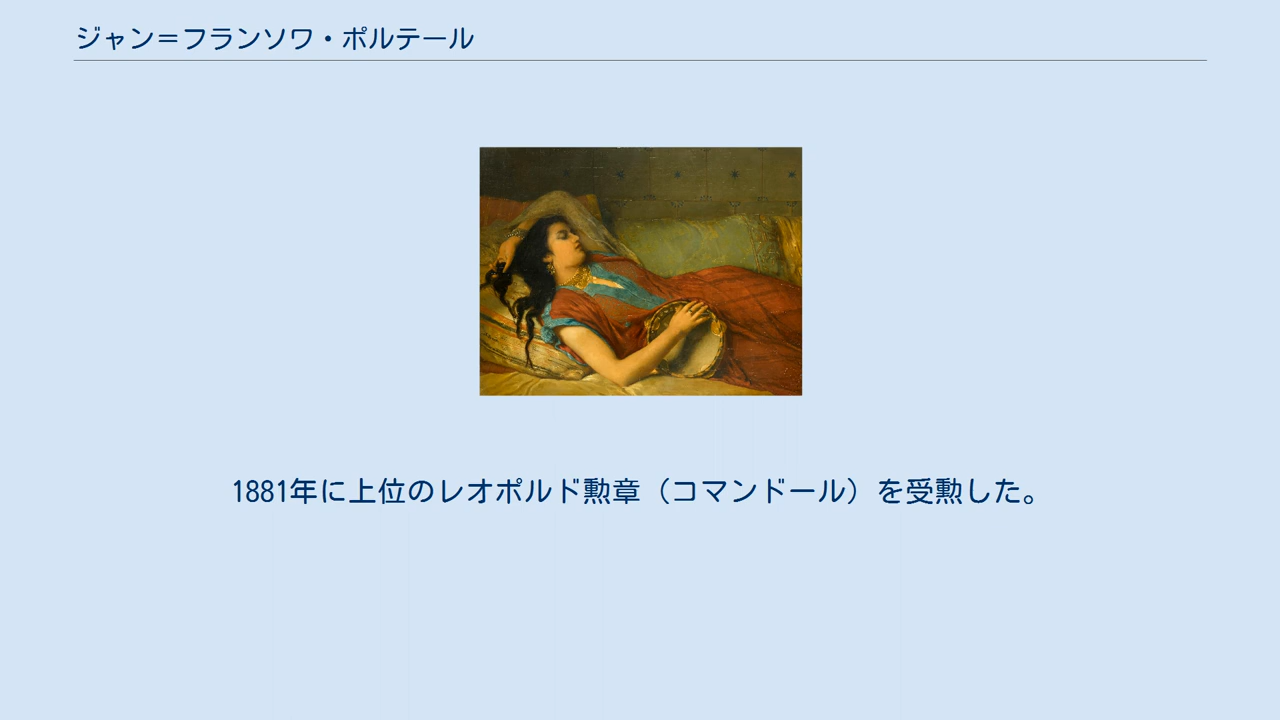 ジャン＝フランソワ・ポルテール
1881年に上位のレオポルド勲章（コマンドール）を受勲した。